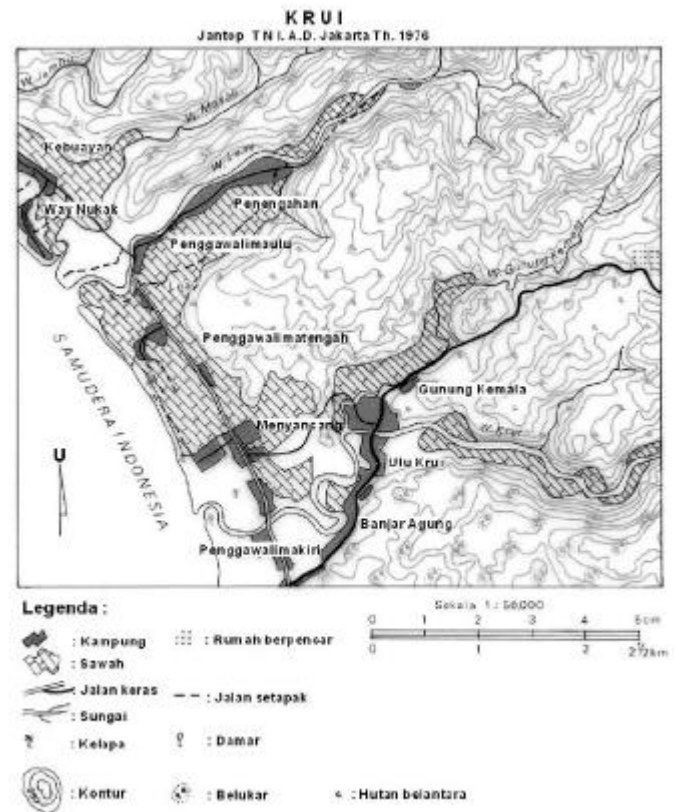 KRUI
Jantop TNI. A.D. Jakarta Th. 1976
Kebuayan
Way Nukak
Penengahan
Penggawalimaulu
Penggawalimatengah
Gunung Kemala
Menyancang
W. Krui
Ulu Krui
Banjar Agung
Penggawalimakiri
SAMUDERA INDONESIA
U
Legenda :
Sekala 1 : 50,000
0 1 2 3 4 5cm
0 1 2 2½km
: Kampung
: Rumah berpencar
: Sawah
: Jalan keras
: Jalan setapak
: Sungai
: Kelapa
: Damar
: Kontur
: Belukar
: Hutan belantara